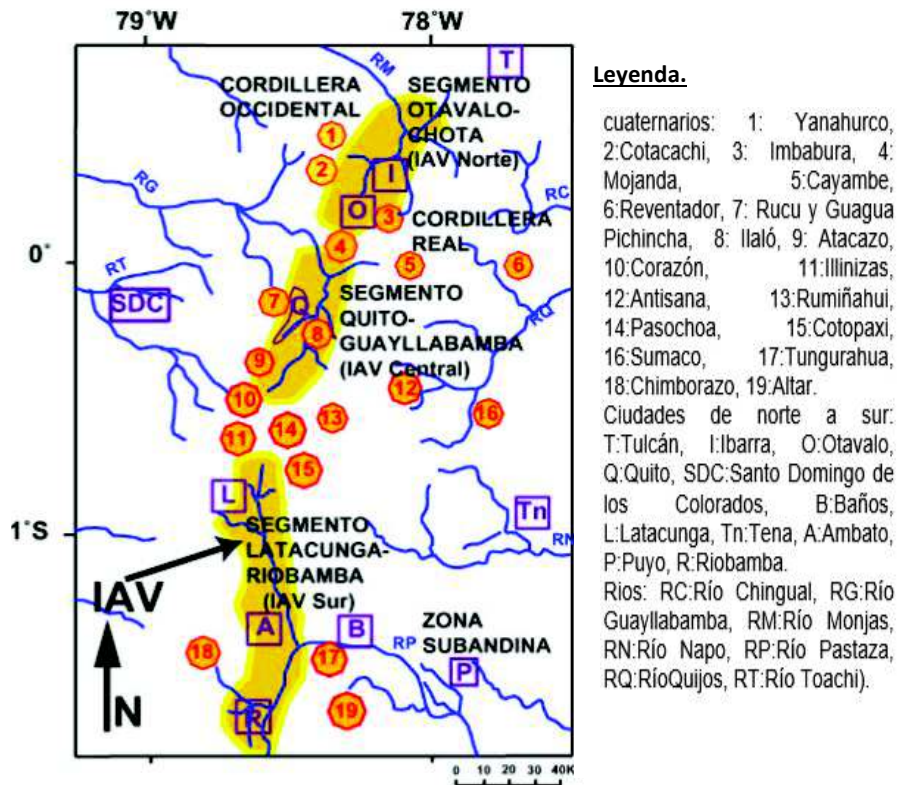 79°W 78°W
0°
1°S
RM
T
CORDILLERA
OCCIDENTAL
SEGMENTO
OTAVALO-
CHOTA
(IAV Norte)
1
2
I
RG
RC
O
3
CORDILLERA
REAL
4
5
6
RT
SDC
7
Q
SEGMENTO
QUITO-
GUAYLLABAMBA
(IAV Central)
RQ
8
9
10
12
13
16
11
14
15
L
Tn
SEGMENTO
LATACUNGA-
RIOBAMBA
(IAV Sur)
RN
IAV
A
B
ZONA
SUBANDINA
RP
18
17
P
N
R
19
0 10 20 30 40K
Leyenda.
cuaternarios: 1: Yanahurco,
2:Cotacachi, 3: Imbabura, 4:
Mojanda, 5:Cayambe,
6:Reventador, 7: Rucu y Guagua
Pichincha, 8: Ilaló, 9: Atacazo,
10:Corazón, 11:Illinizas,
12:Antisana, 13:Rumiñahui,
14:Pasochoa, 15:Cotopaxi,
16:Sumaco, 17:Tungurahua,
18:Chimborazo, 19:Altar.
Ciudades de norte a sur:
T:Tulcán, I:Ibarra, O:Otavalo,
Q:Quito, SDC:Santo Domingo de
los Colorados, B:Baños,
L:Latacunga, Tn:Tena, A:Ambato,
P:Puyo, R:Riobamba.
Rios: RC:Río Chingual, RG:Río
Guayllabamba, RM:Río Monjas,
RN:Río Napo, RP:Río Pastaza,
RQ:RíoQuijos, RT:Río Toachi).